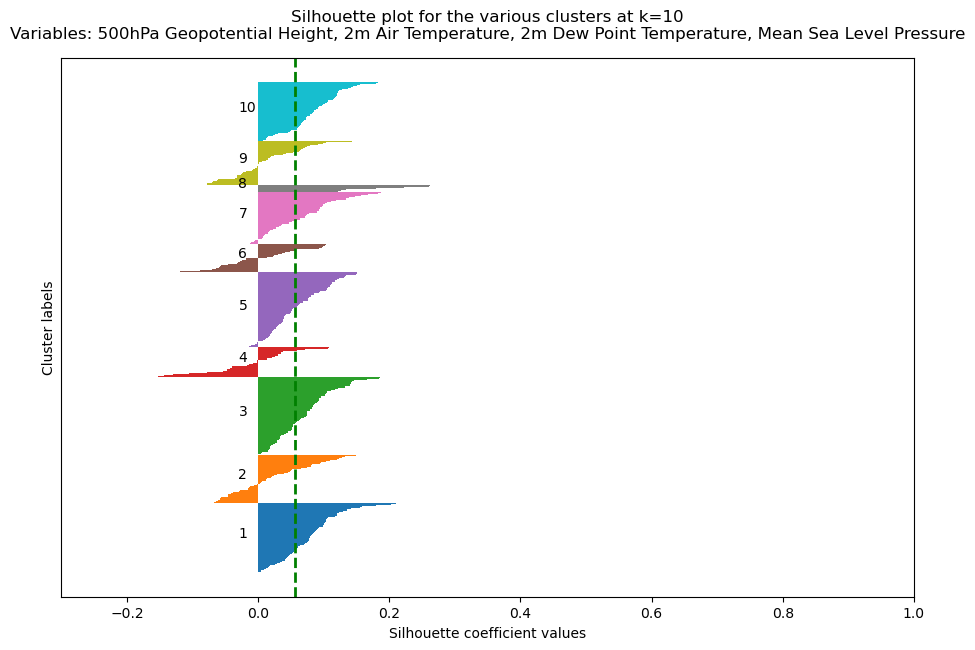 Silhouette plot for the various clusters at k=10
Variables: 500hPa Geopotential Height, 2m Air Temperature, 2m Dew Point Temperature, Mean Sea Level Pressure
10
9
8
7
6
5
4
3
2
1
Cluster labels
−0.2 0.0 0.2 0.4 0.6 0.8 1.0
Silhouette coefficient values